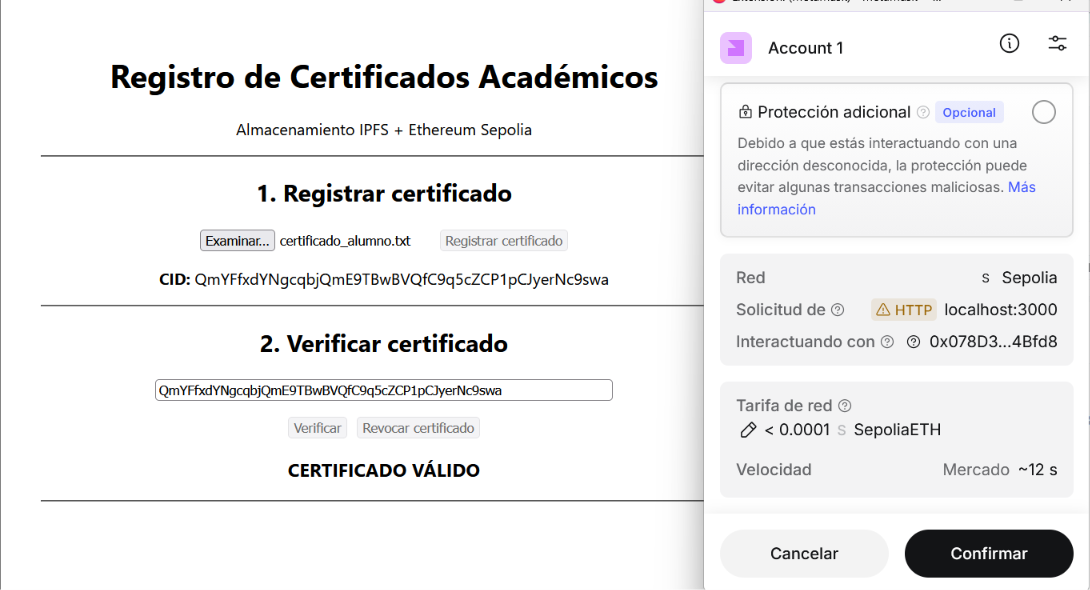 Registro de Certificados Académicos
Almacenamiento IPFS + Ethereum Sepolia
1. Registrar certificado
Examinar... certificado_alumno.txt Registrar certificado
CID: QmYFfxdYNgcqbjQmE9TBwBVQfC9q5cZCP1pCJyerNc9swa
2. Verificar certificado
QmYFfxdYNgcqbjQmE9TBwBVQfC9q5cZCP1pCJyerNc9swa
Verificar Revocar certificado
CERTIFICADO VÁLIDO
Account 1
Protección adicional Opcional
Debido a que estás interactuando con una
dirección desconocida, la protección puede
evitar algunas transacciones maliciosas. Más
información
Red S Sepolia
Solicitud de HTTP localhost:3000
Interactuando con 0x078D3...4Bfd8
Tarifa de red
< 0.0001 S SepoliaETH
Velocidad Mercado ~12 s
Cancelar Confirmar